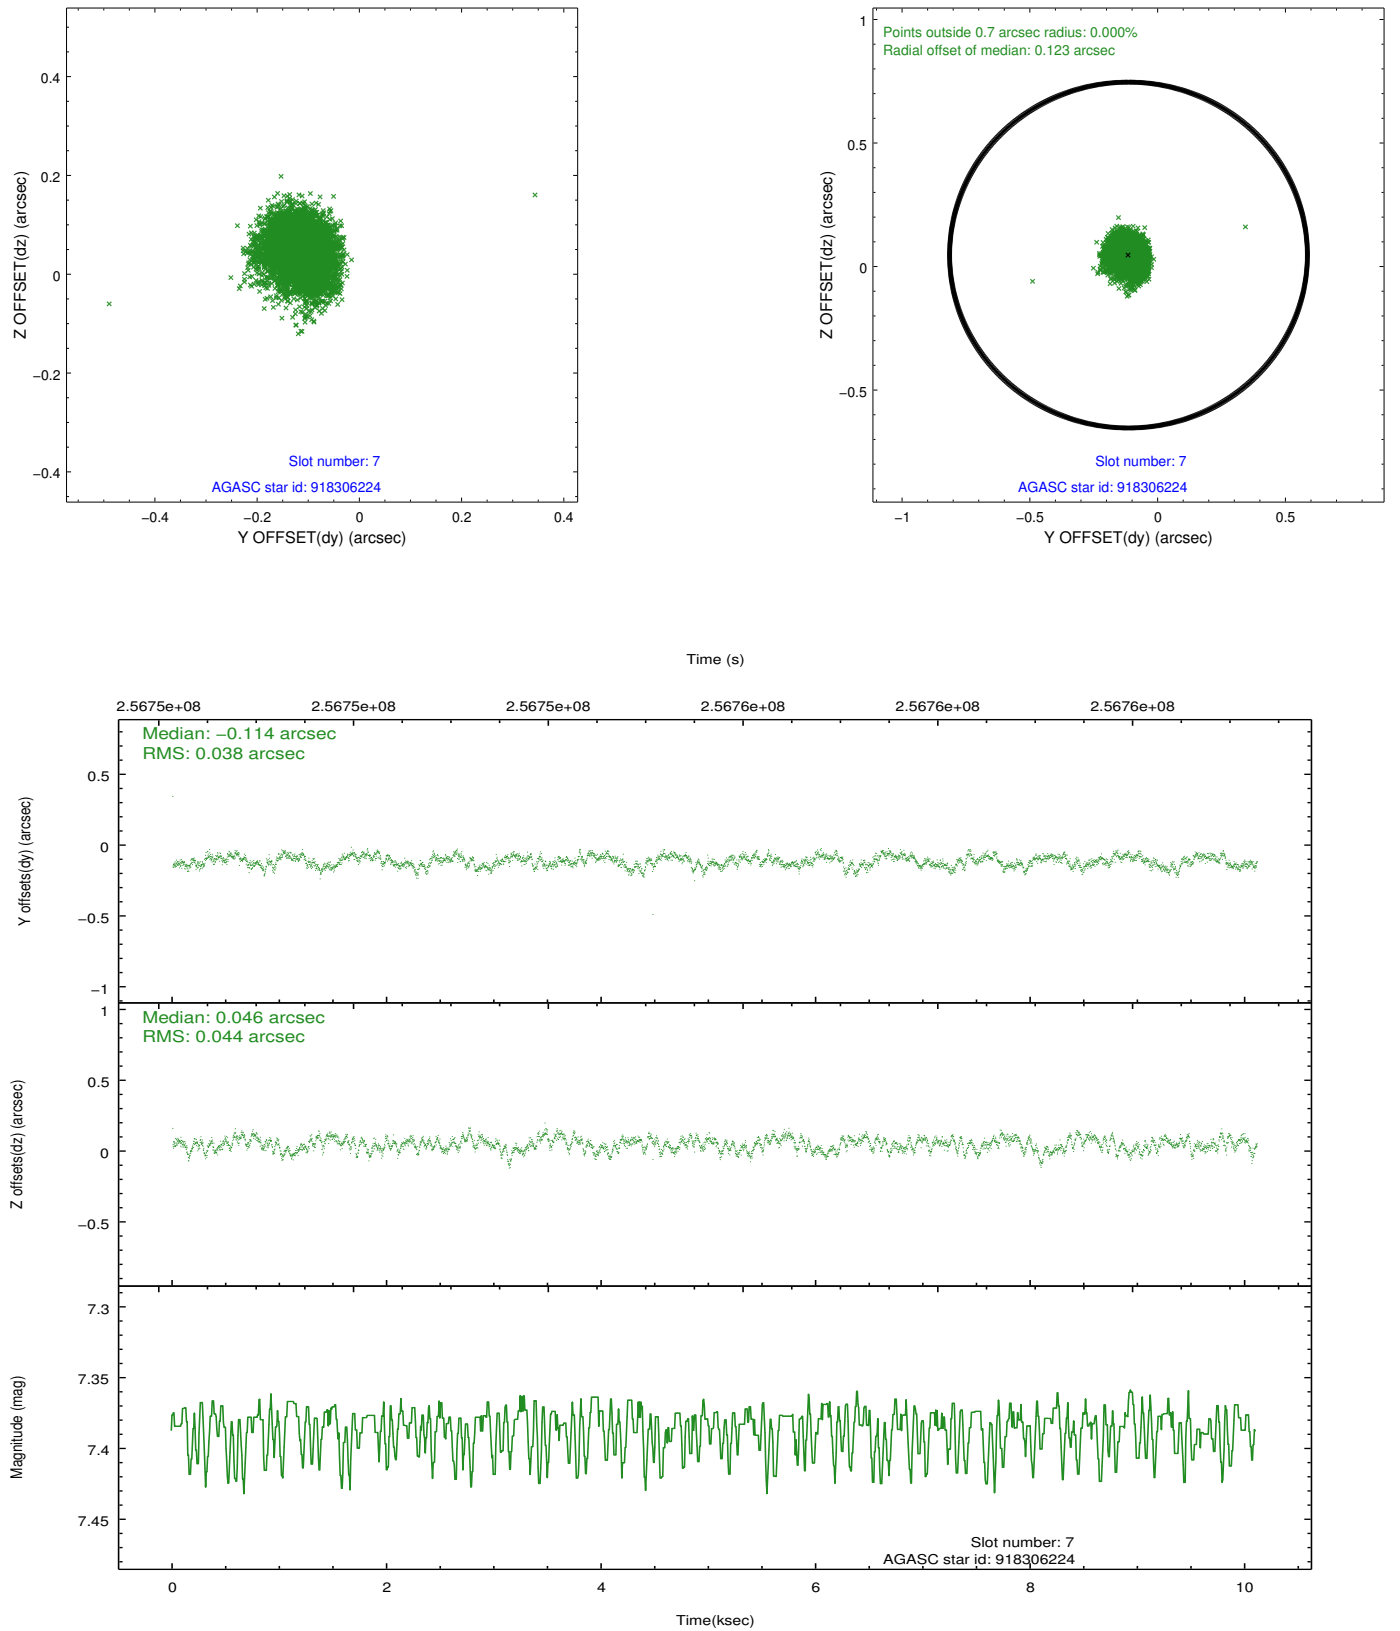 0.4
0.2
0
−0.2
−0.4
Z OFFSET(dz) (arcsec)
Slot number: 7
AGASC star id: 918306224
−0.4
−0.2
0
0.2
0.4
Y OFFSET(dy) (arcsec)
Points outside 0.7 arcsec radius: 0.000%
Radial offset of median: 0.123 arcsec
1
0.5
0
−0.5
Z OFFSET(dz) (arcsec)
Slot number: 7
AGASC star id: 918306224
−1
−0.5
0
0.5
Y OFFSET(dy) (arcsec)
Time (s)
2.5675e+08
2.5675e+08
2.5675e+08
2.5676e+08
2.5676e+08
2.5676e+08
Median: −0.114 arcsec
RMS: 0.038 arcsec
0.5
0
−0.5
−1
Y offsets(dy) (arcsec)
Median: 0.046 arcsec
RMS: 0.044 arcsec
1
0.5
0
−0.5
Z offsets(dz) (arcsec)
7.3
7.35
7.4
7.45
Magnitude (mag)
Slot number: 7
AGASC star id: 918306224
0
2
4
6
8
10
Time(ksec)